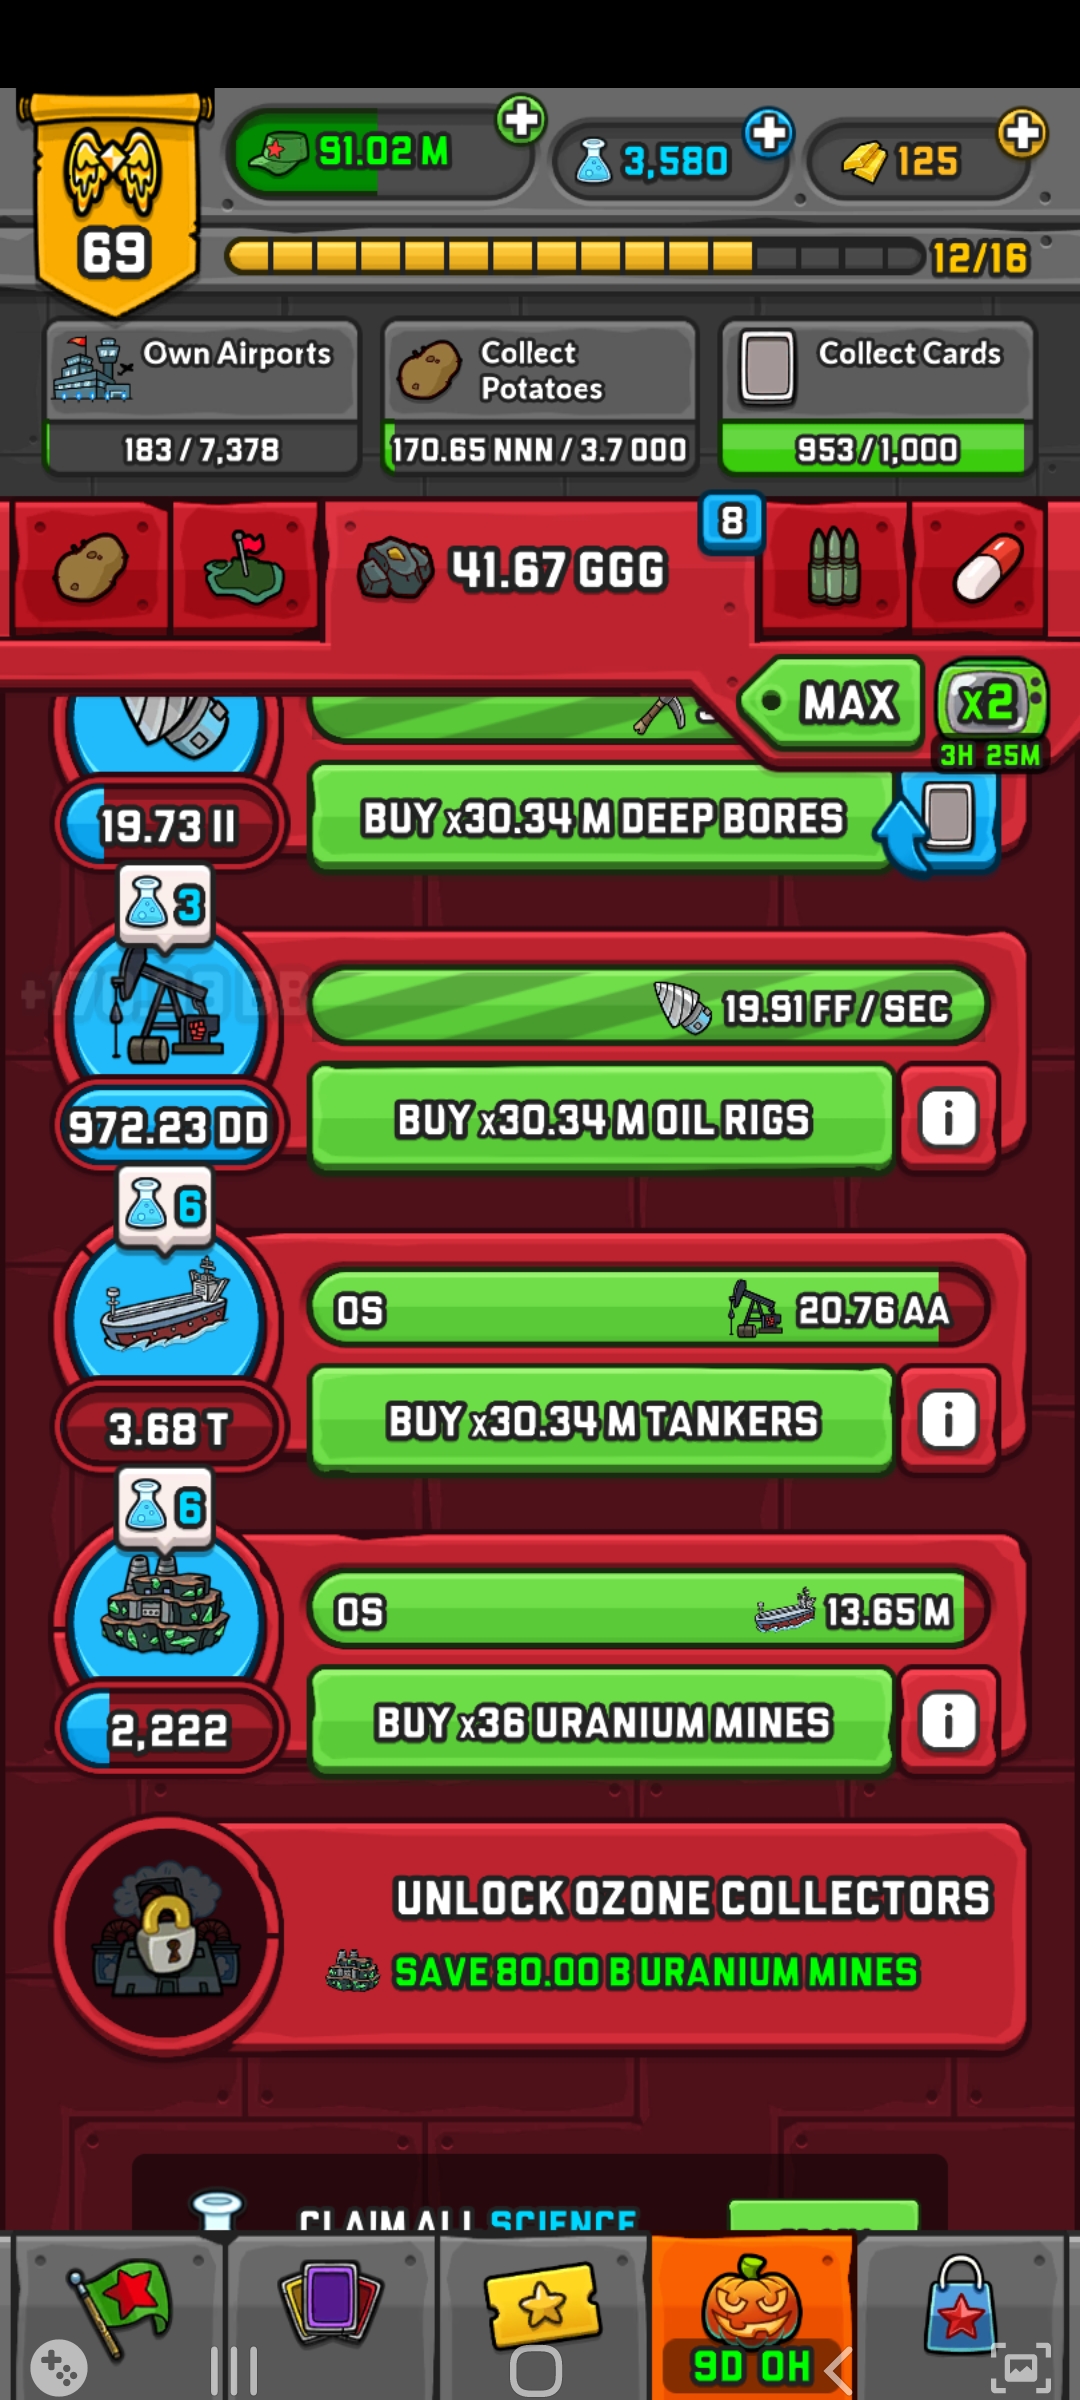 91.02 M
3,580
125
69
12/16
Own Airports
183 / 7,378
Collect
Potatoes
170.65 NNN / 3.7 OOO
Collect Cards
953 / 1,000
41.67 GGG
8
MAX
x2
3H 25M
19.73 II
BUY x30.34 M DEEP BORES
3
19.91 FF / SEC
972.23 DD
BUY x30.34 M OIL RIGS
6
0S
20.76 AA
3.68 T
BUY x30.34 M TANKERS
6
0S
13.65 M
2,222
BUY x36 URANIUM MINES
UNLOCK OZONE COLLECTORS
SAVE 80.00 B URANIUM MINES
CLAIM ALL SCIENCE
9D 0H